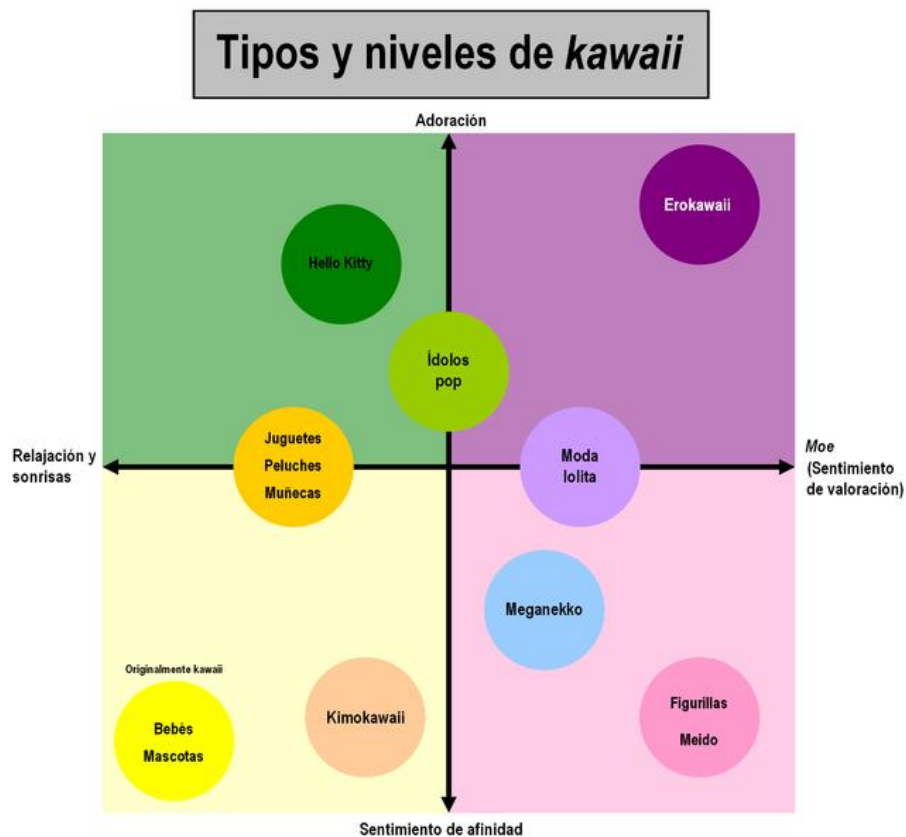 Tipos y niveles de kawaii
Adoración
Erokawaii
Hello Kitty
Ídolos
pop
Relajación y
sonrisas
Juguetes
Peluches
Muñecas
Moda
lolita
Moe
(Sentimiento
de valoración)
Meganekko
Originalmente kawaii
Bebés
Mascotas
Kimokawaii
Figurillas
Meido
Sentimiento de afinidad